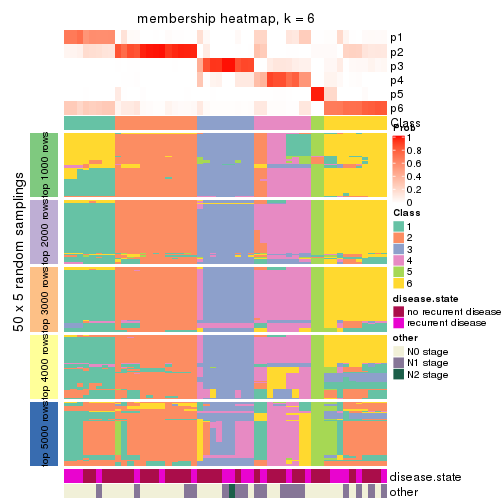 membership heatmap, k = 6
p1
p2
p3
p4
p5
p6
Class
Prob
1
0.8
0.6
0.4
0.2
0
Class
1
2
3
4
5
6
disease.state
no recurrent disease
recurrent disease
other
N0 stage
N1 stage
N2 stage
50 x 5 random samplings
top 1000 rows
top 2000 rows
top 3000 rows
top 4000 rows
top 5000 rows
disease.state
other